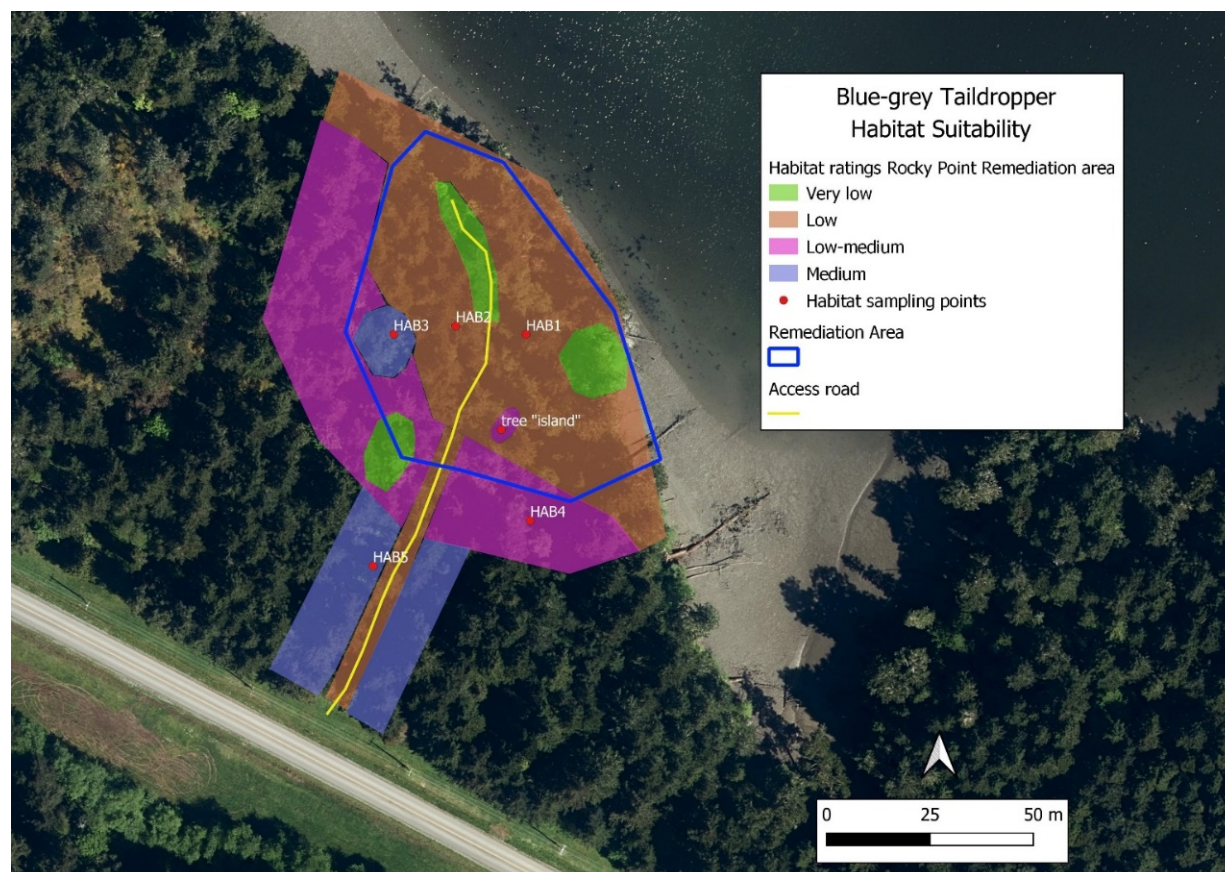 Blue-grey Taildropper
Habitat Suitability
Habitat ratings Rocky Point Remediation area
Very low
Low
Low-medium
Medium
Habitat sampling points
Remediation Area
Access road
HAB3
HAB2
HAB1
tree "island"
HAB4
HAB5
0 25 50 m